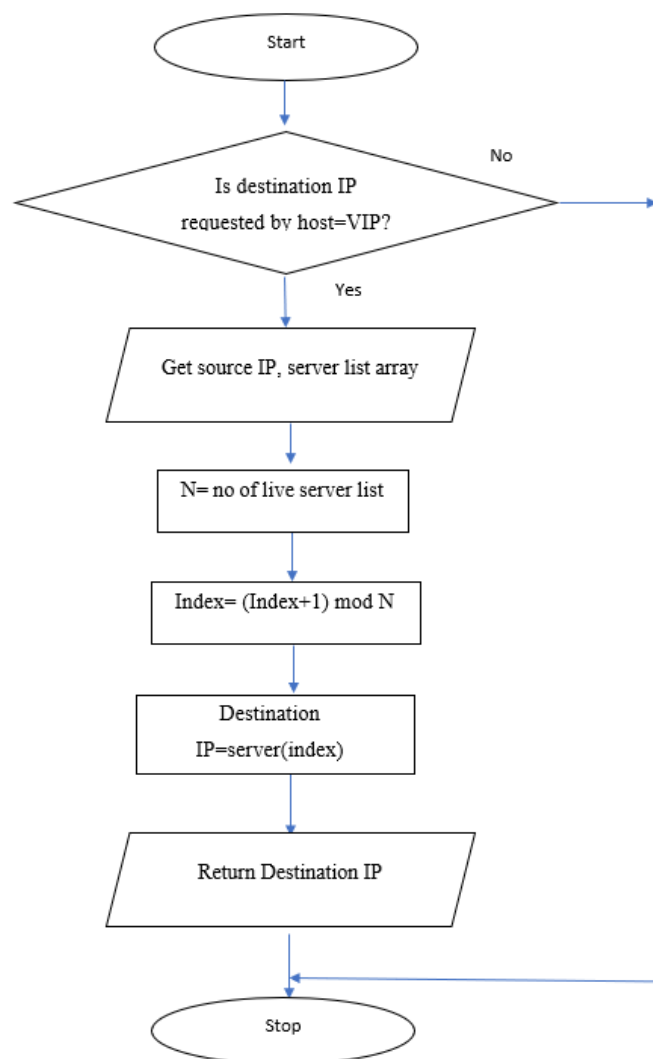 Start
No
Is destination IP
requested by host=VIP?
Yes
Get source IP, server list array
N= no of live server list
Index= (Index+1) mod N
Destination
IP=server(index)
Return Destination IP
Stop